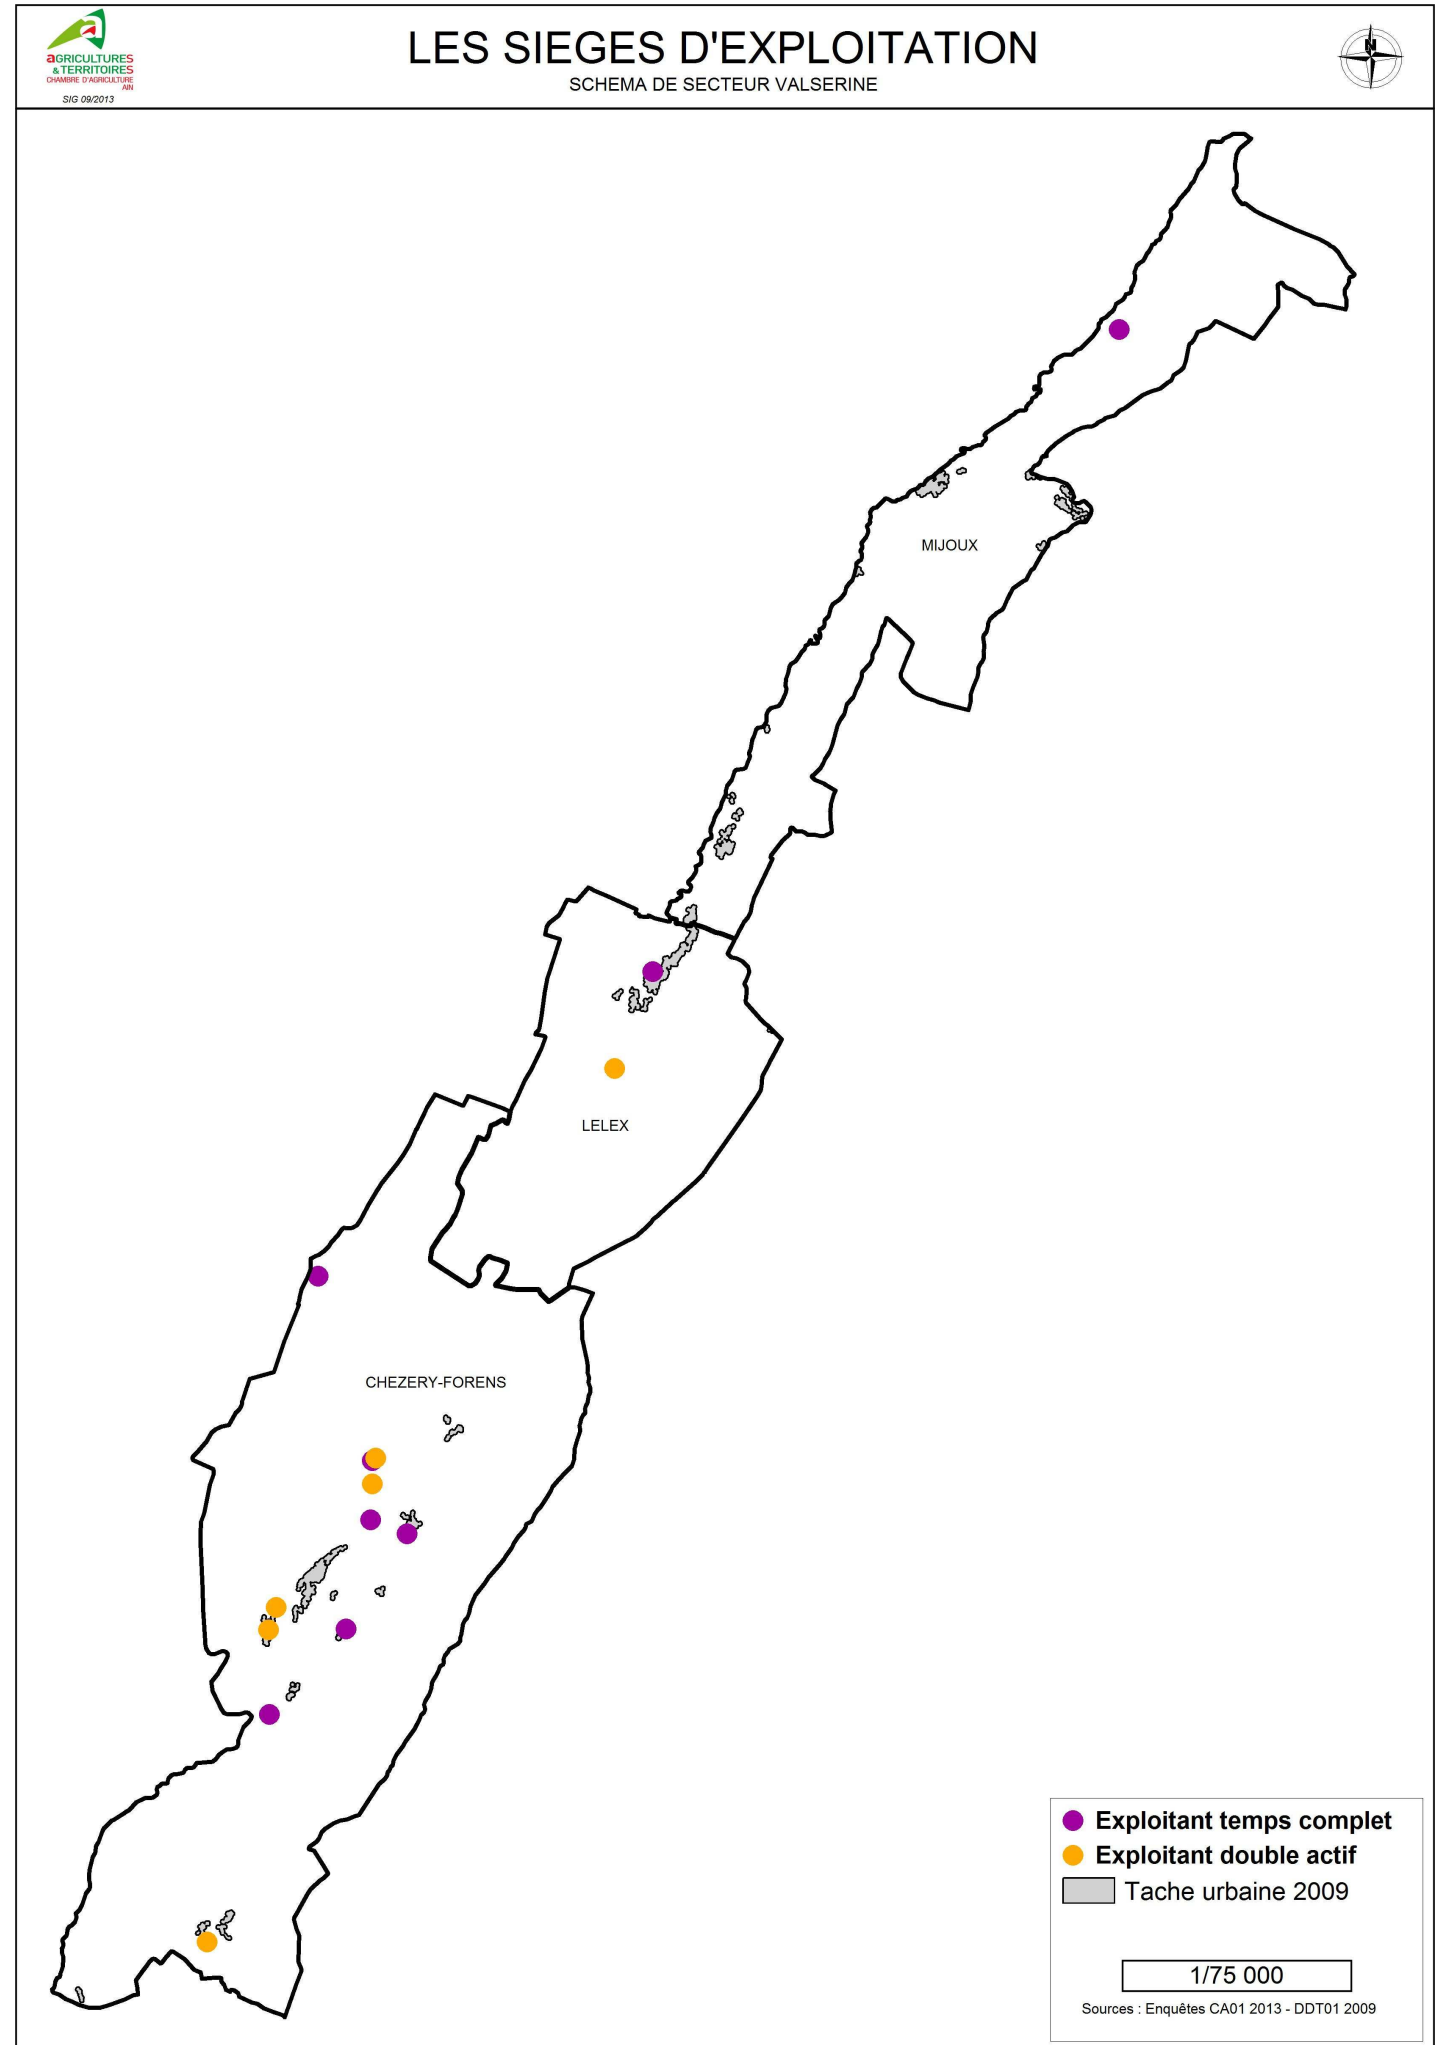 aGRICULTURES
& TERRITOIRES
CHAMBRE D'AGRICULTURE
AIN
SIG 09/2013
LES SIEGES D'EXPLOITATION
SCHEMA DE SECTEUR VALSERINE
N
MIJOUX
LELEX
CHEZERY-FORENS
Exploitant temps complet
Exploitant double actif
Tache urbaine 2009
1/75 000
Sources : Enquêtes CA01 2013 - DDT01 2009